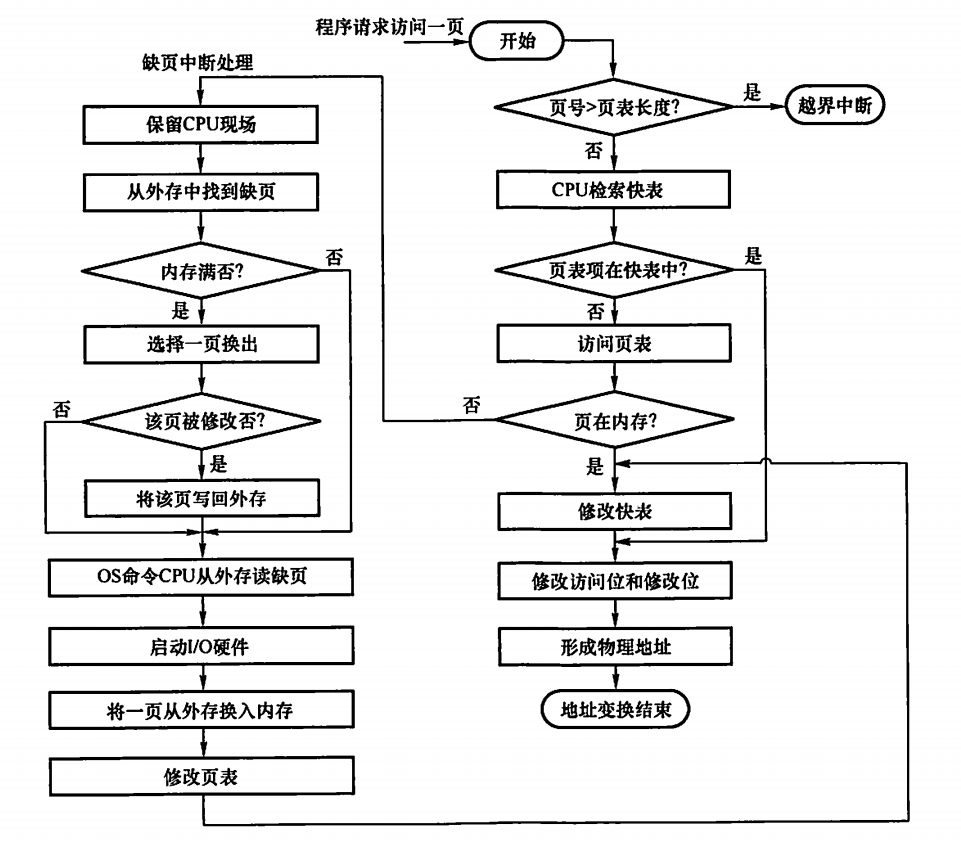 程序请求访问一页
开始
缺页中断处理
页号>页表长度?
是
越界中断
保留CPU现场
否
从外存中找到缺页
CPU检索快表
内存满否?
否
页表项在快表中?
是
是
否
选择一页换出
访问页表
否
该页被修改否?
否
页在内存?
是
是
将该页写回外存
修改快表
OS命令CPU从外存读缺页
修改访问位和修改位
启动I/O硬件
形成物理地址
将一页从外存换入内存
地址变换结束
修改页表